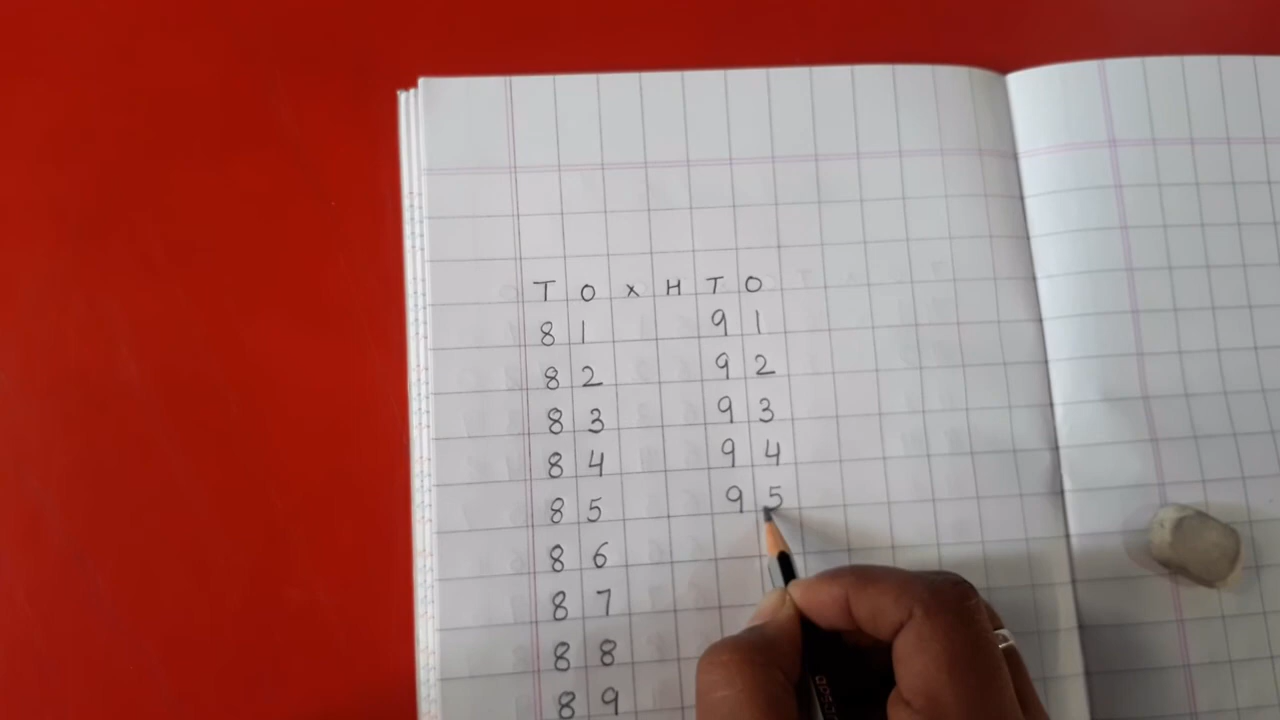 T O x H T O
8 1 9 1
8 2 9 2
8 3 9 3
8 4 9 4
8 5 9 5
8 6
8 7
8 8
8 9
apsara